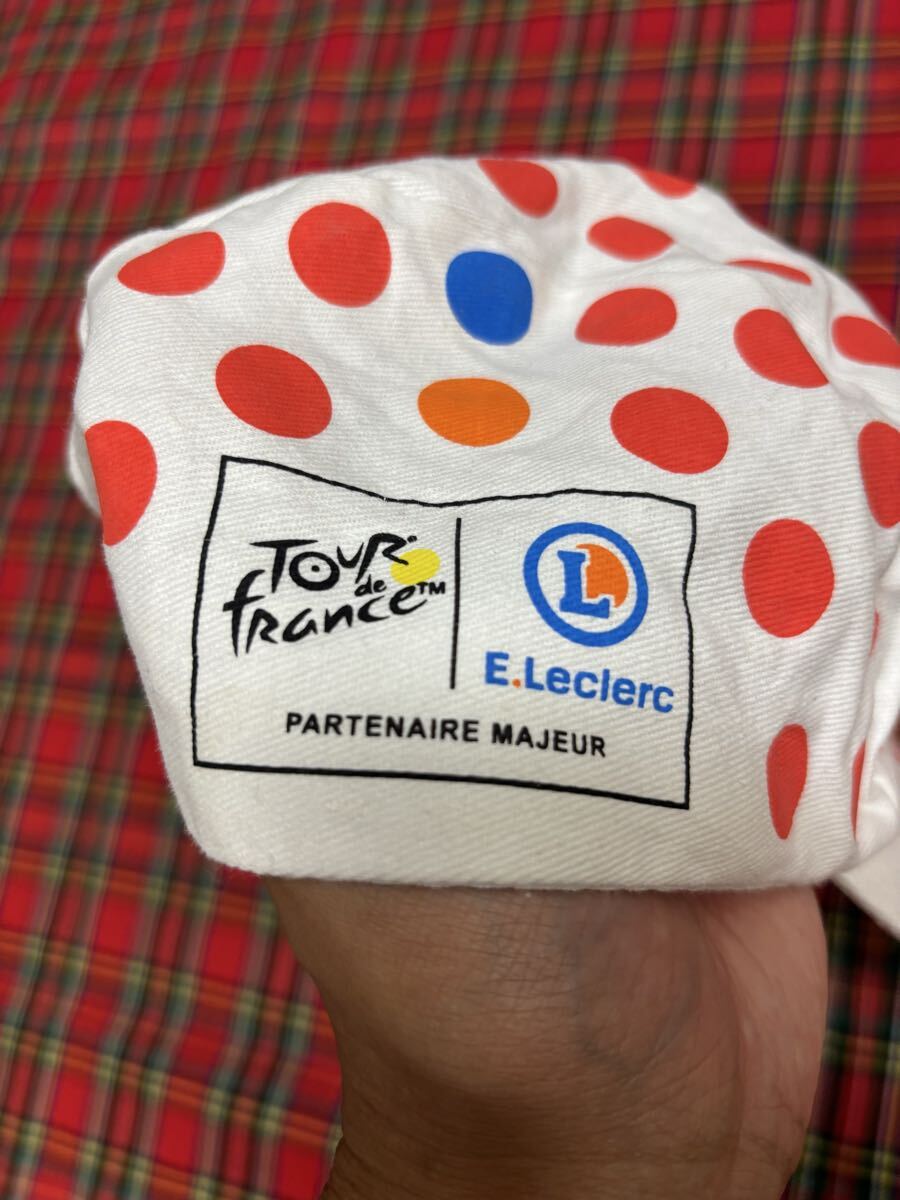 TOUR
de
france™
L
E.Leclerc
PARTENAIRE MAJEUR